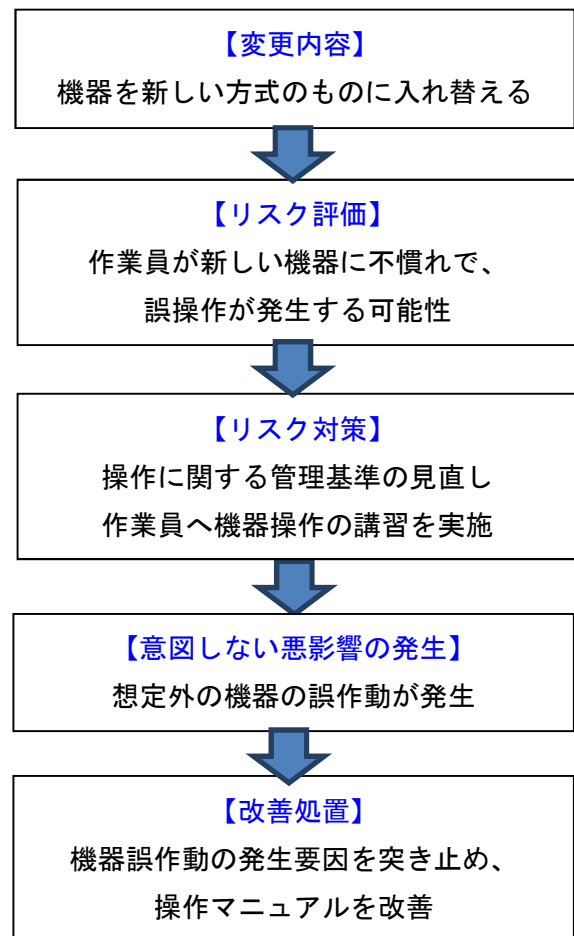 【変更内容】
機器を新しい方式のものに入れ替える
【リスク評価】
作業員が新しい機器に不慣れで、
誤操作が発生する可能性
【リスク対策】
操作に関する管理基準の見直し
作業員へ機器操作の講習を実施
【意図しない悪影響の発生】
想定外の機器の誤作動が発生
【改善処置】
機器誤作動の発生要因を突き止め、
操作マニュアルを改善